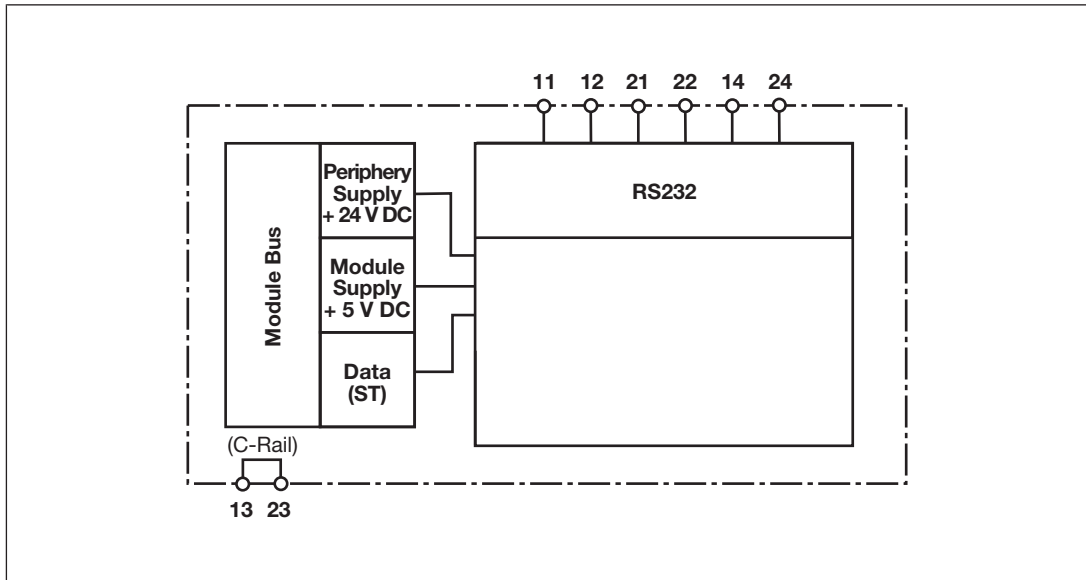 11 12 21 22 14 24
Periphery
Supply
+ 24 V DC
RS232
Module Bus
Module
Supply
+ 5 V DC
Data
(ST)
(C-Rail)
13 23